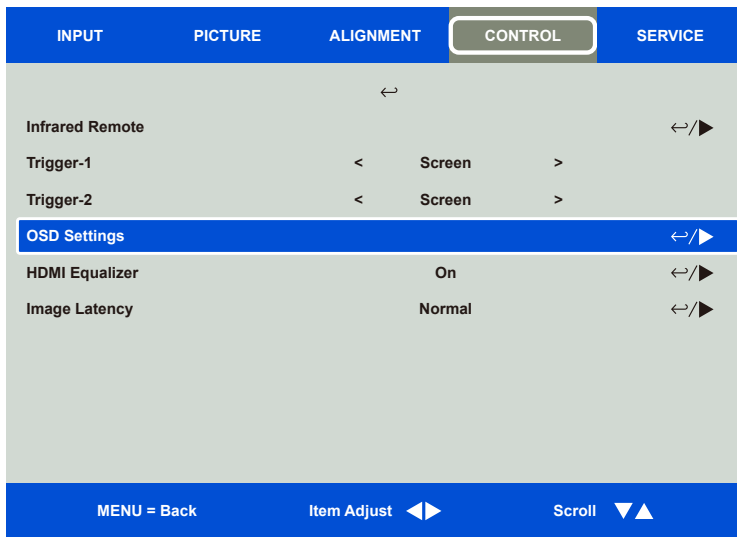 INPUT PICTURE ALIGNMENT CONTROL SERVICE
↩
Infrared Remote ↩/▶
Trigger-1 < Screen >
Trigger-2 < Screen >
OSD Settings ↩/▶
HDMI Equalizer On ↩/▶
Image Latency Normal ↩/▶
MENU = Back Item Adjust ◀▶ Scroll ▼▲